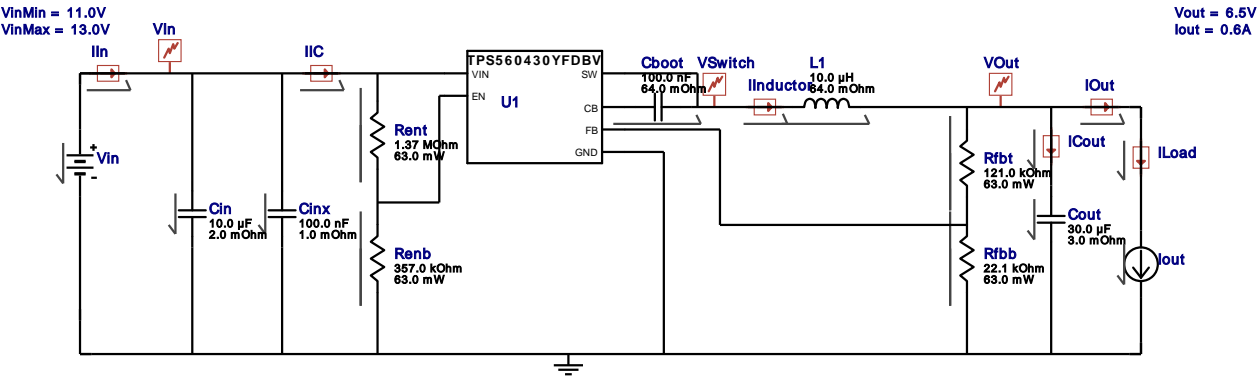 VinMin = 11.0V
VinMax = 13.0V
Vout = 6.5V
Iout = 0.6A
VIn
IIn
IIC
TPS560430YFDBV
VIN
EN
U1
SW
CB
FB
GND
Cboot
100.0 nF
64.0 mOhm
VSwitch
IInductor
L1
10.0 µH
64.0 mOhm
VOut
IOut
ICout
ILoad
Rent
1.37 MOhm
63.0 mW
Rfbt
121.0 kOhm
63.0 mW
+
Vin
-
Cin
10.0 µF
2.0 mOhm
Cinx
100.0 nF
1.0 mOhm
Renb
357.0 kOhm
63.0 mW
Rfbb
22.1 kOhm
63.0 mW
Cout
30.0 µF
3.0 mOhm
Iout